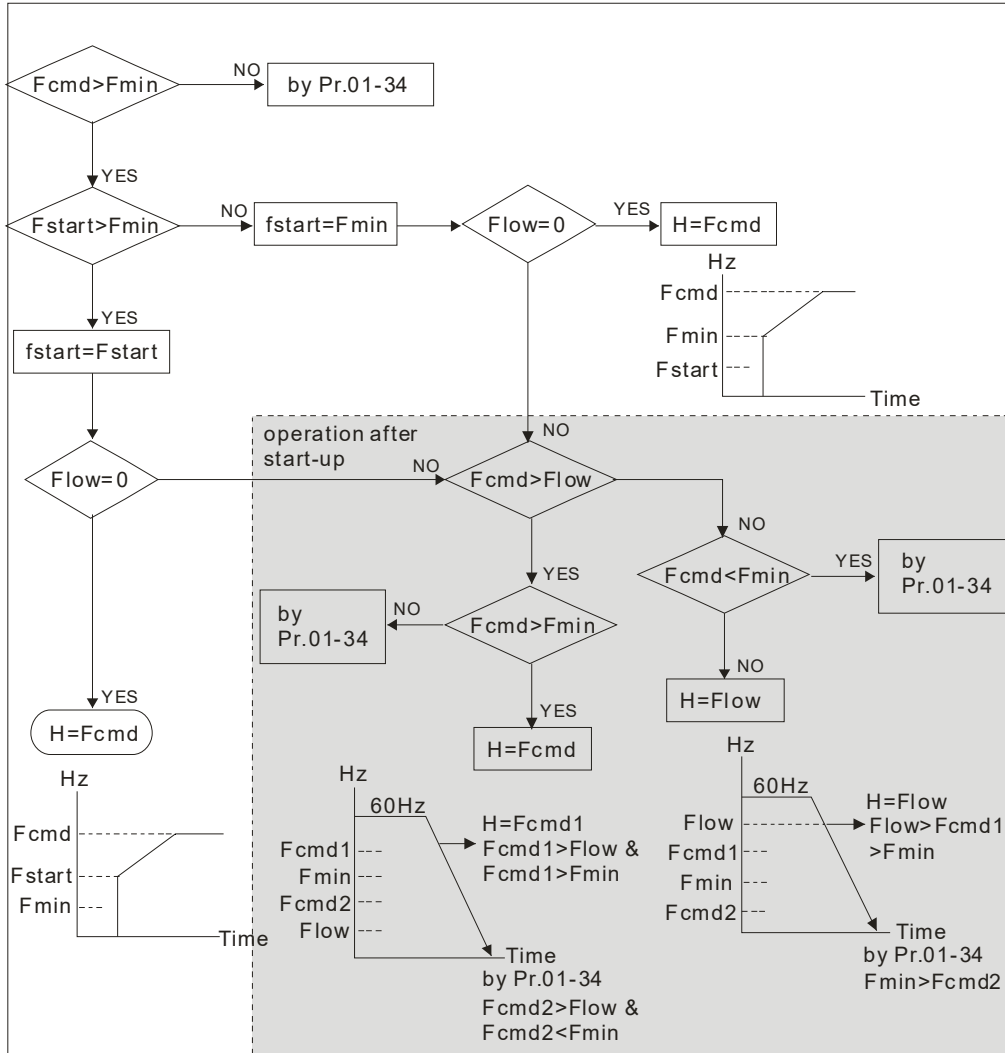 Fcmd>Fmin
NO
by Pr.01-34
YES
Fstart>Fmin
NO
fstart=Fmin
Flow=0
YES
H=Fcmd
Hz
Fcmd
Fmin
Fstart
Time
YES
fstart=Fstart
NO
operation after
start-up
Flow=0
NO
Fcmd>Flow
NO
YES
Fcmd<Fmin
YES
by
Pr.01-34
by
Pr.01-34
NO
Fcmd>Fmin
NO
H=Flow
YES
H=Fcmd
YES
H=Fcmd
Hz
Fcmd
Fstart
Fmin
Time
Hz
60Hz
H=Fcmd1
Fcmd1>Flow &
Fcmd1>Fmin
Fcmd1
Fmin
Fcmd2
Flow
Time
by Pr.01-34
Fcmd2>Flow &
Fcmd2<Fmin
Hz
60Hz
H=Flow
Flow>Fcmd1
>Fmin
Flow
Fcmd1
Fmin
Fcmd2
Time
by Pr.01-34
Fmin>Fcmd2